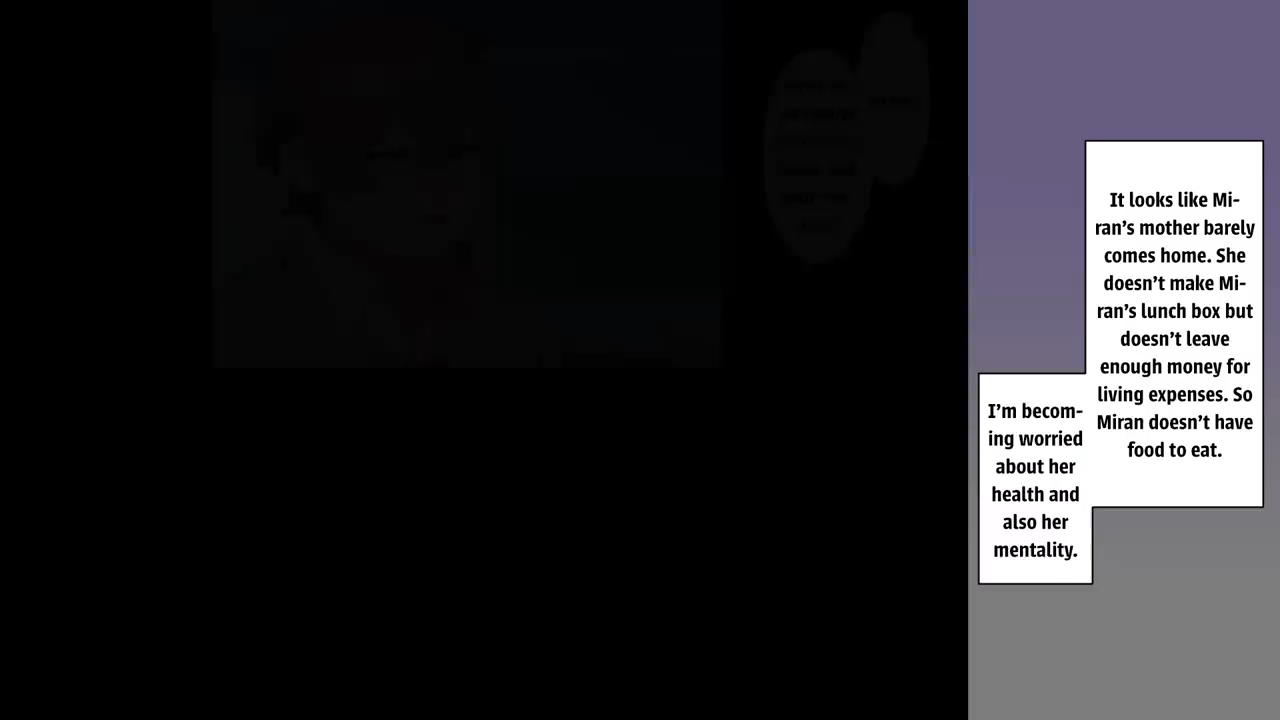 It looks like Mi-
ran's mother barely
comes home. She
doesn't make Mi-
ran's lunch box but
doesn't leave
enough money for
living expenses. So
Miran doesn't have
food to eat.
I'm becom-
ing worried
about her
health and
also her
mentality.